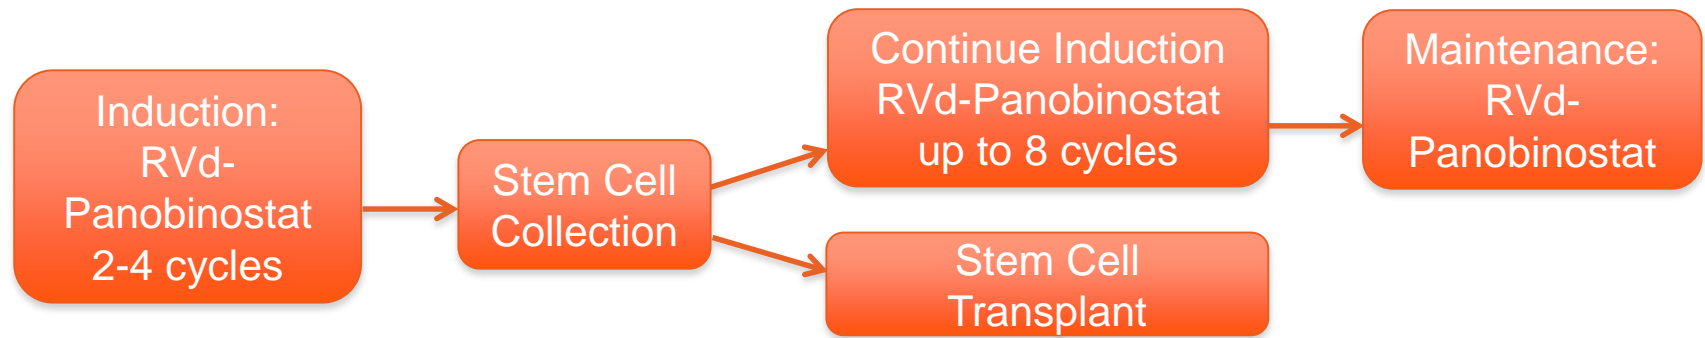 Induction:
RVd-
Panobinostat
2-4 cycles
Stem Cell
Collection
Continue Induction
RVd-Panobinostat
up to 8 cycles
Stem Cell
Transplant
Maintenance:
RVd-
Panobinostat